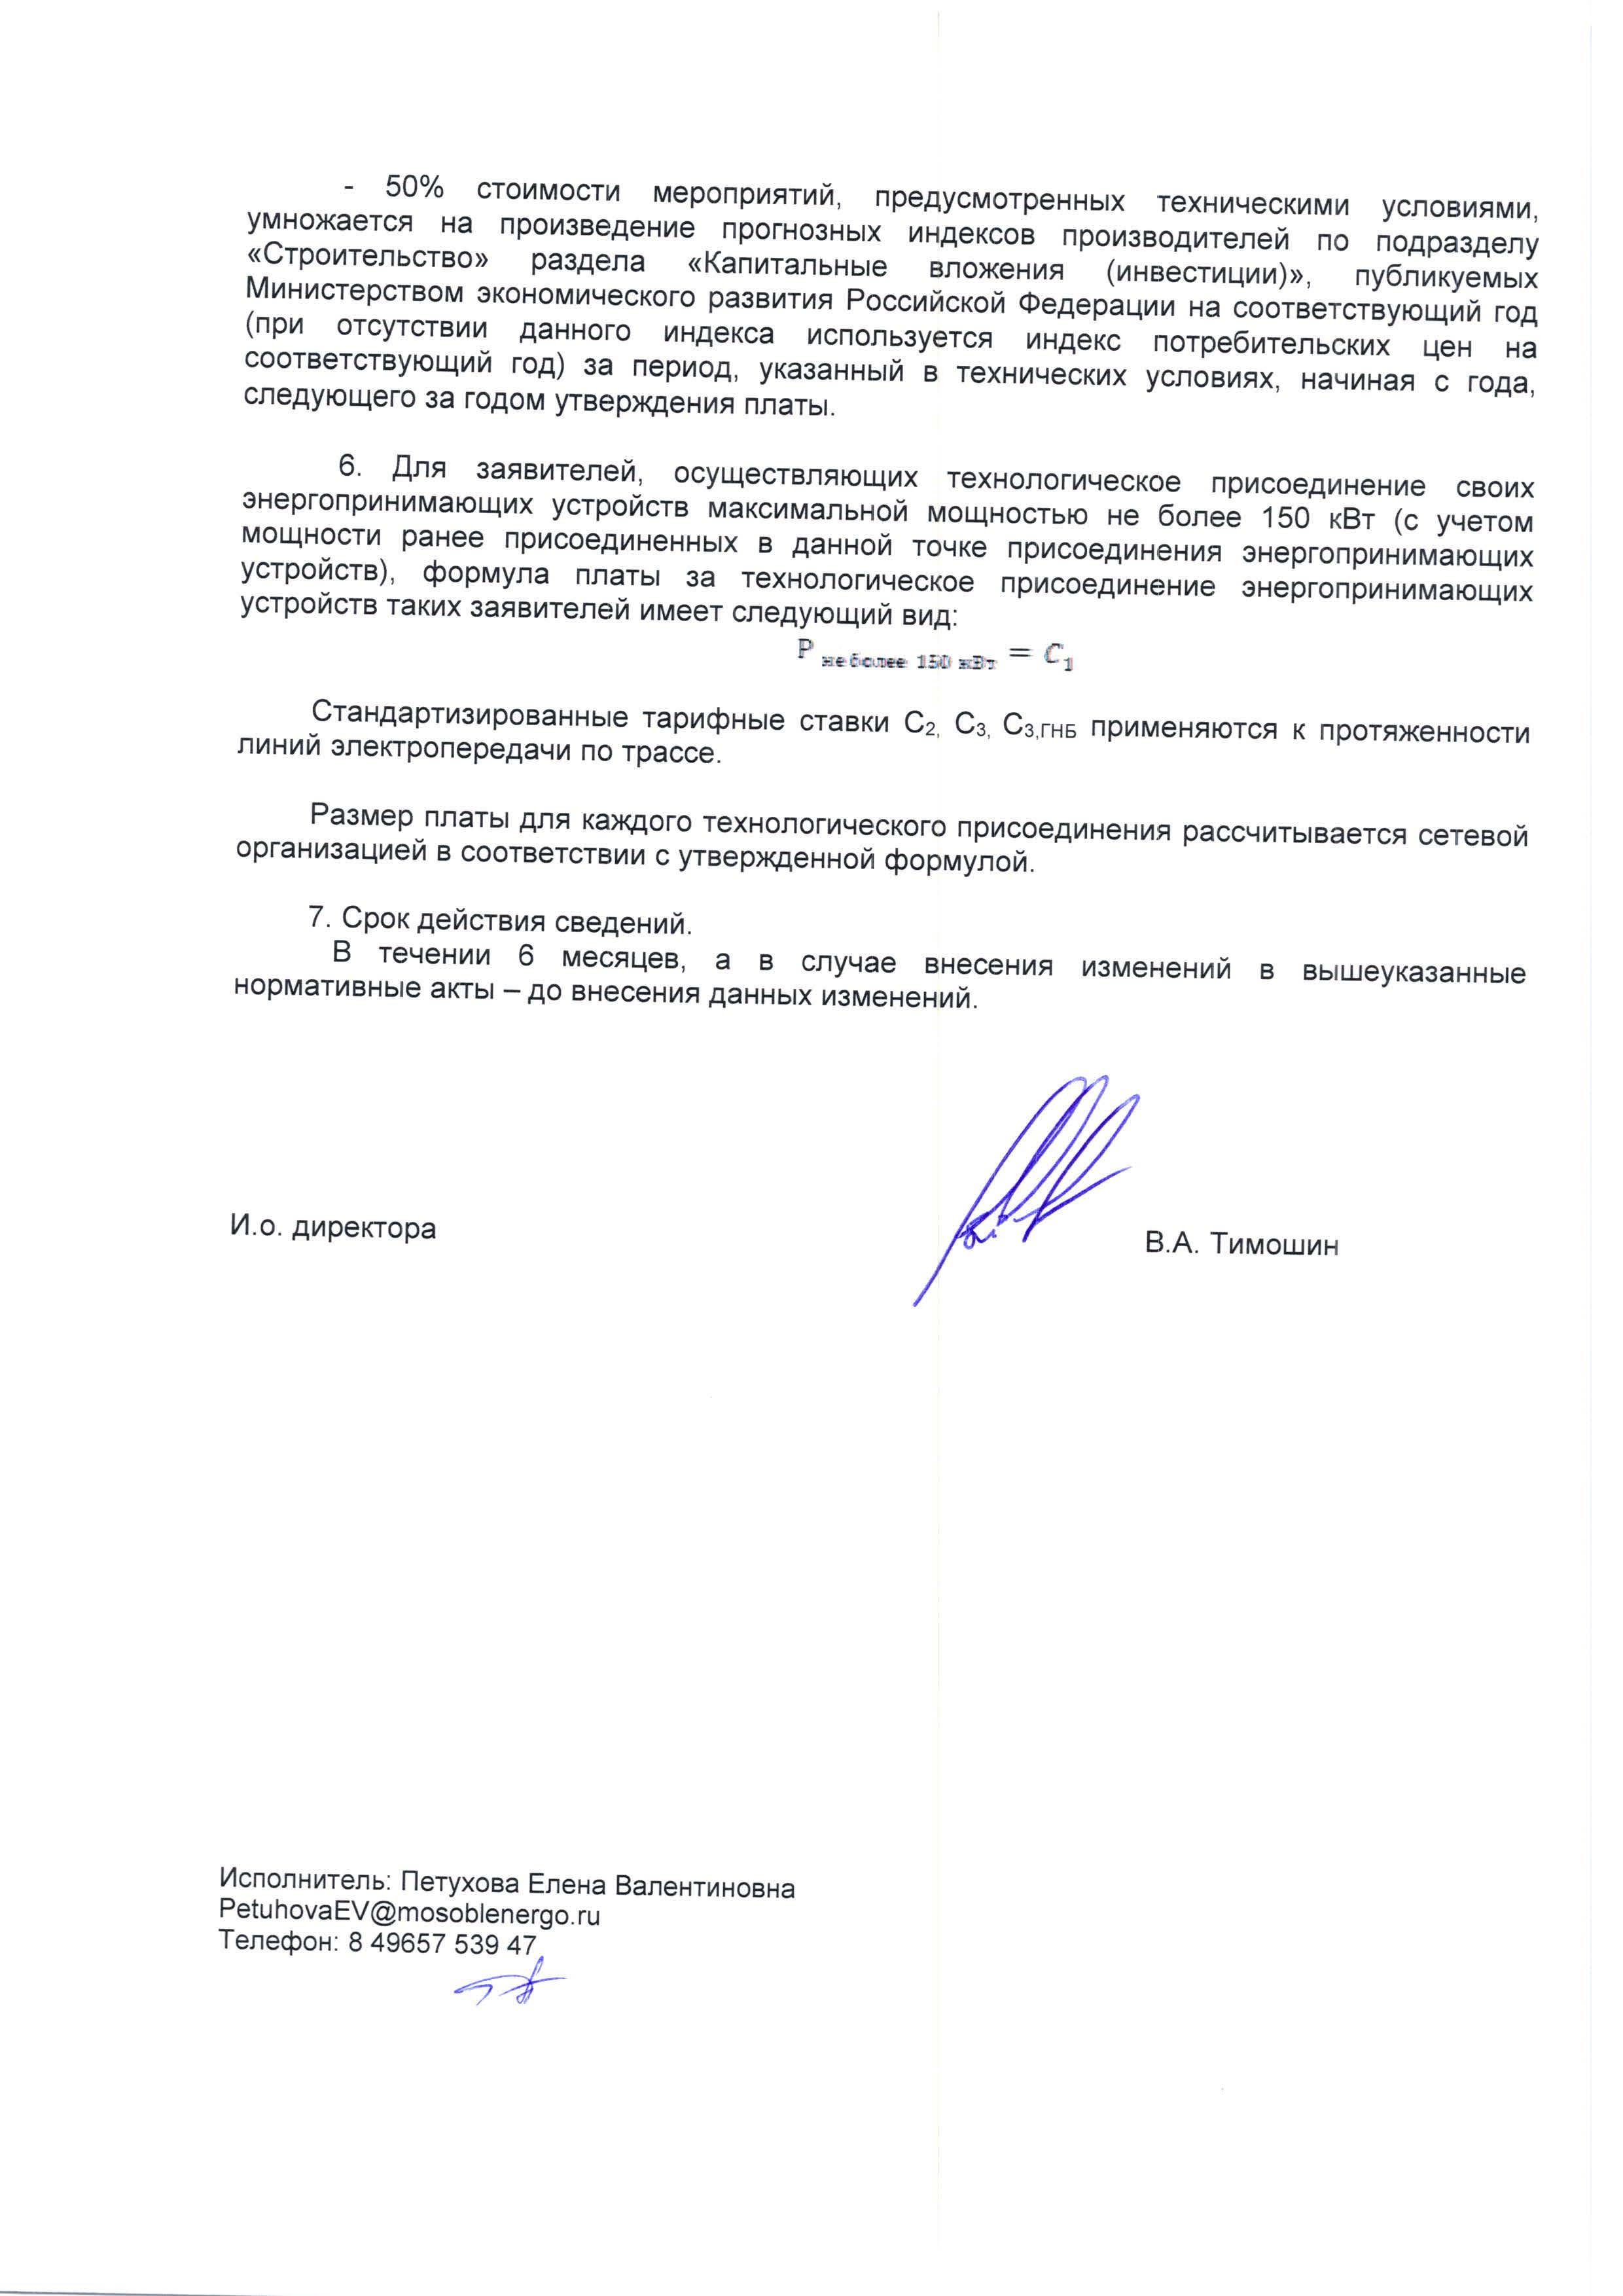 - 50% стоимости мероприятий, предусмотренных техническими условиями,
умножается на произведение прогнозных индексов производителей по подразделу
«Строительство» раздела «Капитальные вложения (инвестиции)», публикуемых
Министерством экономического развития Российской Федерации на соответствующий год
(при отсутствии данного индекса используется индекс потребительских цен на
соответствующий год) за период, указанный в технических условиях, начиная с года,
следующего за годом утверждения платы.
6. Для заявителей, осуществляющих технологическое присоединение своих
энергопринимающих устройств максимальной мощностью не более 150 кВт (с учетом
мощности ранее присоединенных в данной точке присоединения энергопринимающих
устройств), формула платы за технологическое присоединение энергопринимающих
устройств таких заявителей имеет следующий вид:
P не более 150 кВт = C1
Стандартизированные тарифные ставки С2, С3, С3,ГНБ применяются к протяженности
линий электропередачи по трассе.
Размер платы для каждого технологического присоединения рассчитывается сетевой
организацией в соответствии с утвержденной формулой.
7. Срок действия сведений.
В течении 6 месяцев, а в случае внесения изменений в вышеуказанные
нормативные акты – до внесения данных изменений.
И.о. директора
В.А. Тимошин
Исполнитель: Петухова Елена Валентиновна
PetuhovaEV@mosoblenergo.ru
Телефон: 8 49657 539 47